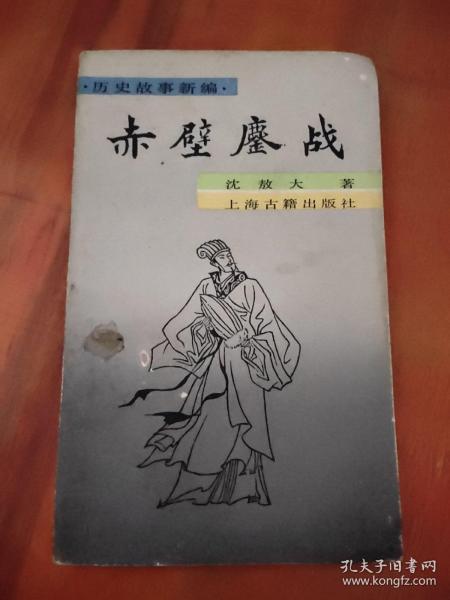 ·历史故事新编·
赤壁鏖战
沈敖大 著
上海古籍出版社
孔夫子旧书网
www.kongfz.com